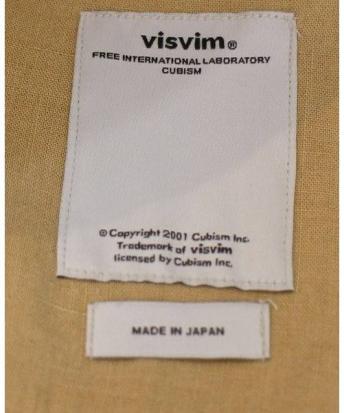 visvim®
FREE INTERNATIONAL LABORATORY
CUBISM
© Copyright 2001 Cubism Inc.
Trademark of visvim
licensed by Cubism Inc.
MADE IN JAPAN